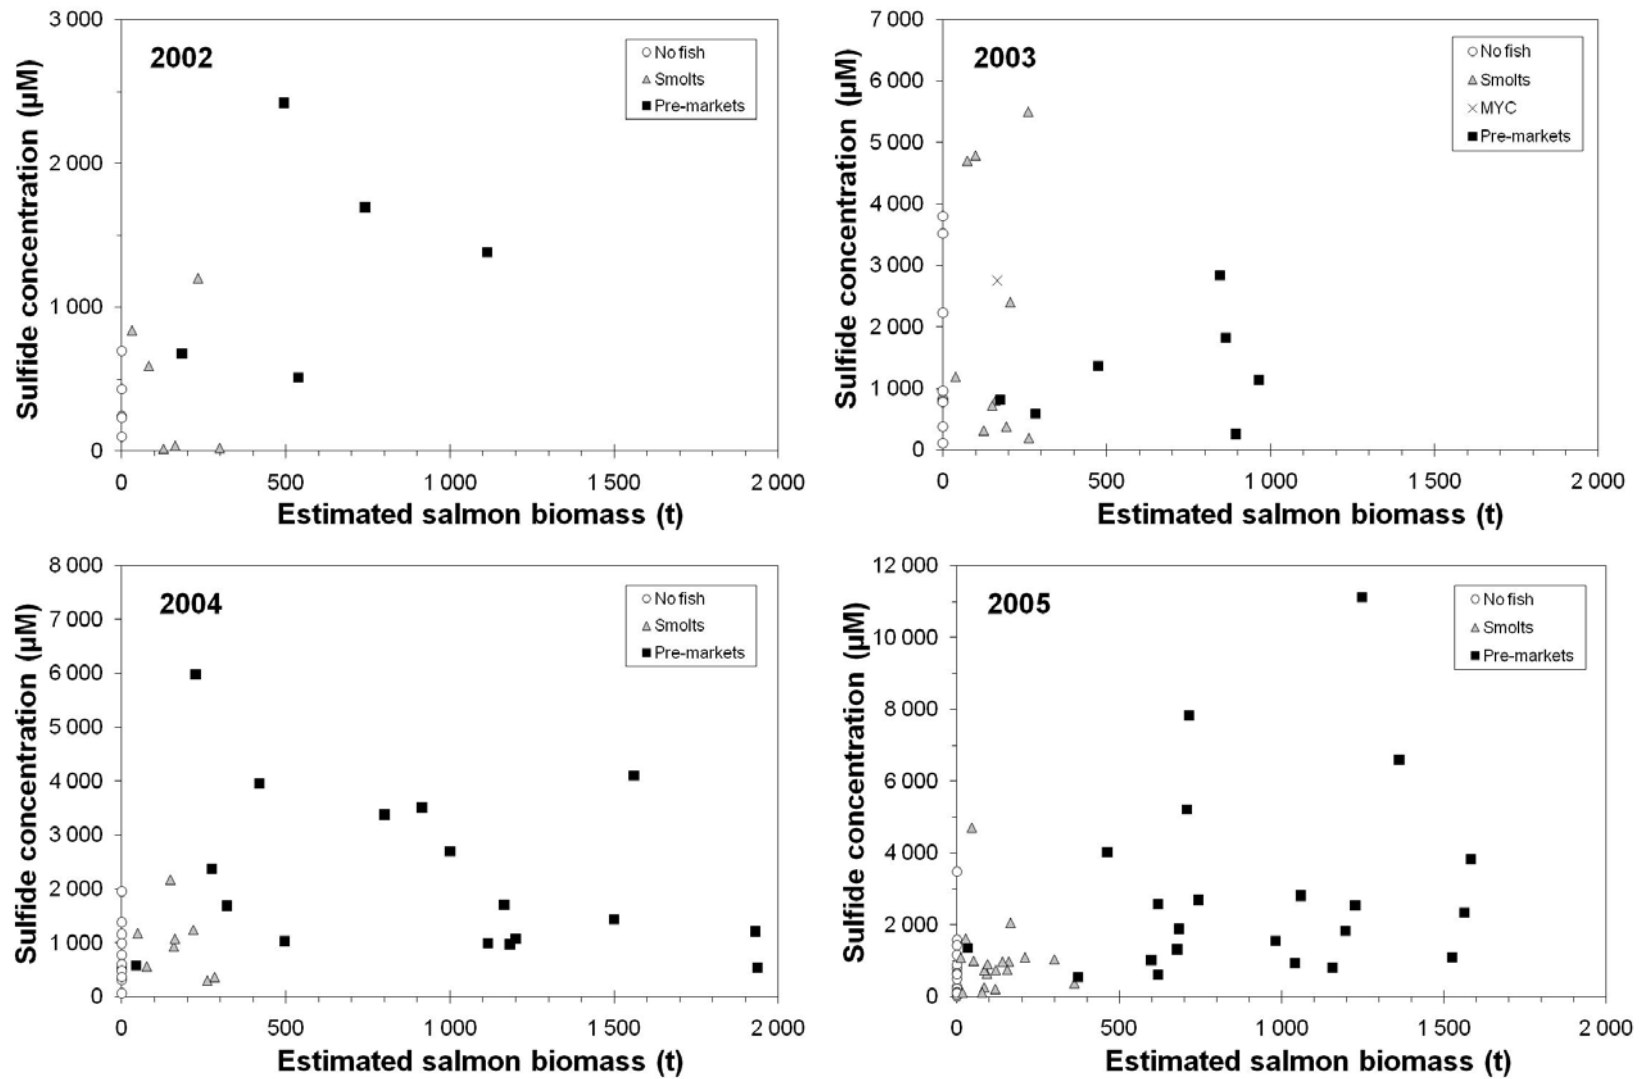 3 000
2 000
1 000
0
Sulfide concentration (µM)
2002
No fish
Smolts
Pre-markets
0 500 1 000 1 500 2 000
Estimated salmon biomass (t)
7 000
6 000
5 000
4 000
3 000
2 000
1 000
0
Sulfide concentration (µM)
2003
No fish
Smolts
MYC
Pre-markets
0 500 1 000 1 500 2 000
Estimated salmon biomass (t)
8 000
7 000
6 000
5 000
4 000
3 000
2 000
1 000
0
Sulfide concentration (µM)
2004
No fish
Smolts
Pre-markets
0 500 1 000 1 500 2 000
Estimated salmon biomass (t)
12 000
10 000
8 000
6 000
4 000
2 000
0
Sulfide concentration (µM)
2005
No fish
Smolts
Pre-markets
0 500 1 000 1 500 2 000
Estimated salmon biomass (t)